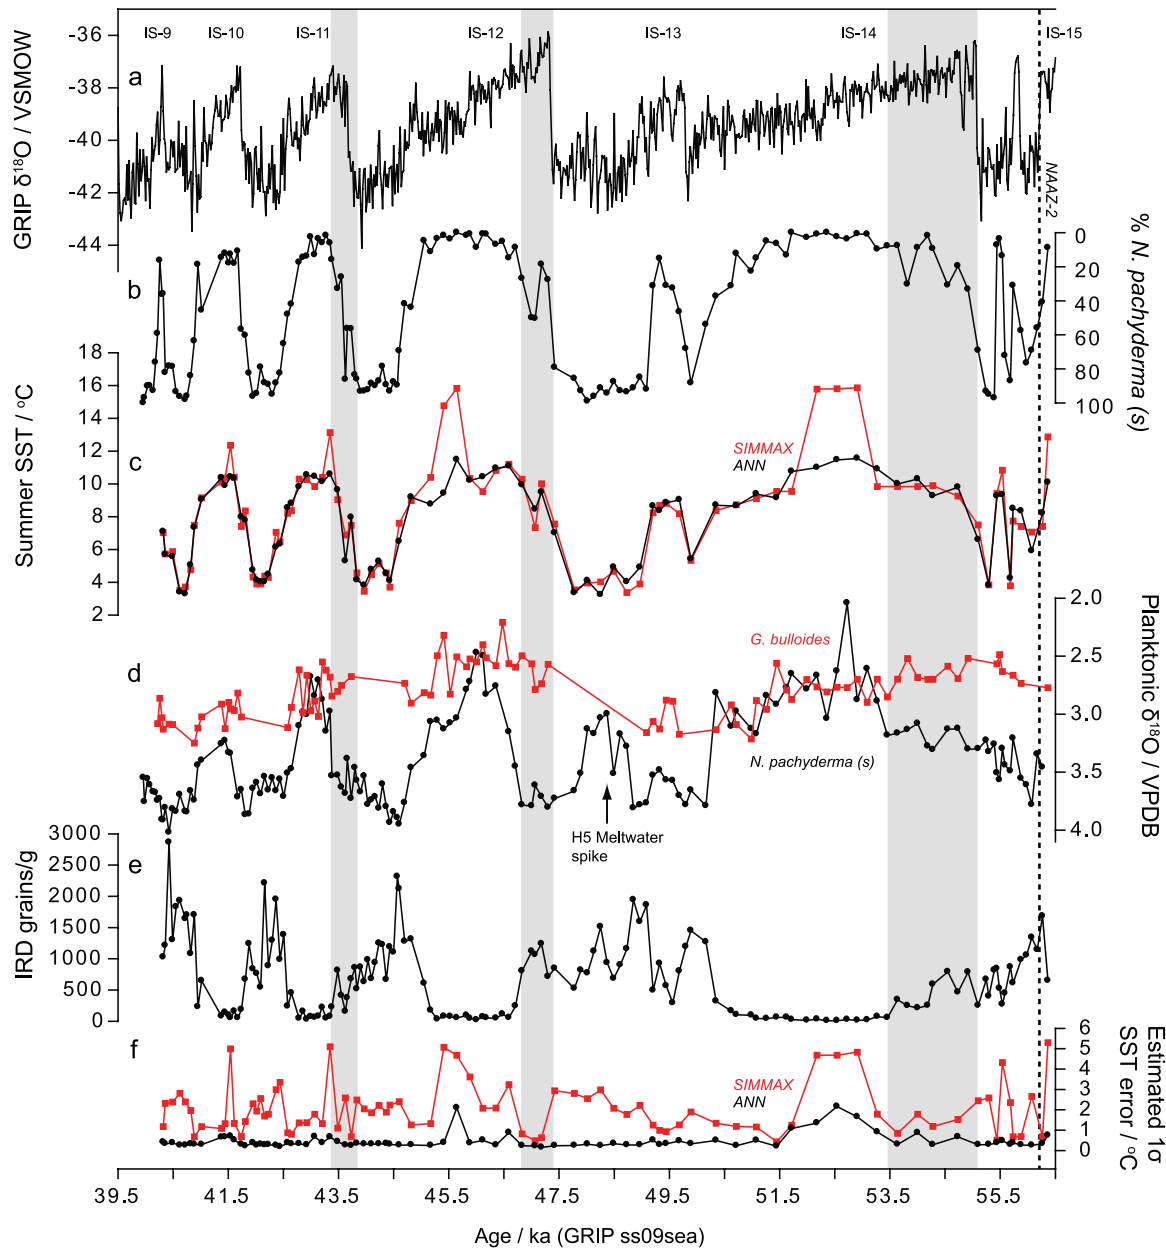 IS-9 IS-10 IS-11 IS-12 IS-13 IS-14 IS-15
a
GRIP δ¹⁸O / VSMOW
-36
-38
-40
-42
-44
NAAZ-2
b
% N. pachyderma (s)
0
20
40
60
80
100
c
Summer SST / °C
18
16
14
12
10
8
6
4
2
SIMMAX
ANN
d
Planktonic δ¹⁸O / VPDB
2.0
2.5
3.0
3.5
4.0
G. bulloides
N. pachyderma (s)
H5 Meltwater
spike
e
IRD grains/g
3000
2500
2000
1500
1000
500
0
f
Estimated 1σ
SST error / °C
6
5
4
3
2
1
0
SIMMAX
ANN
39.5 41.5 43.5 45.5 47.5 49.5 51.5 53.5 55.5
Age / ka (GRIP ss09sea)